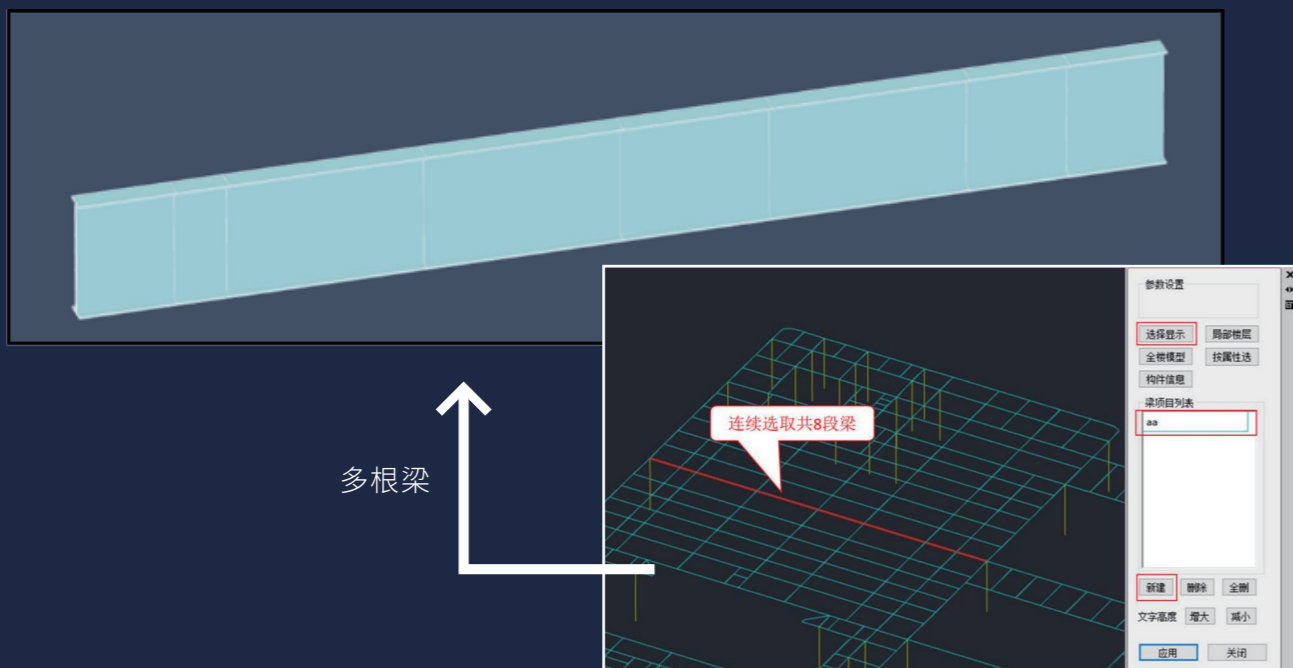 参数设置
选择显示 局部楼层
全楼模型 按属性选
构件信息
梁项目列表
aa
连续选取共8段梁
多根梁
新建 删除 全删
文字高度 增大 减小
应用 关闭